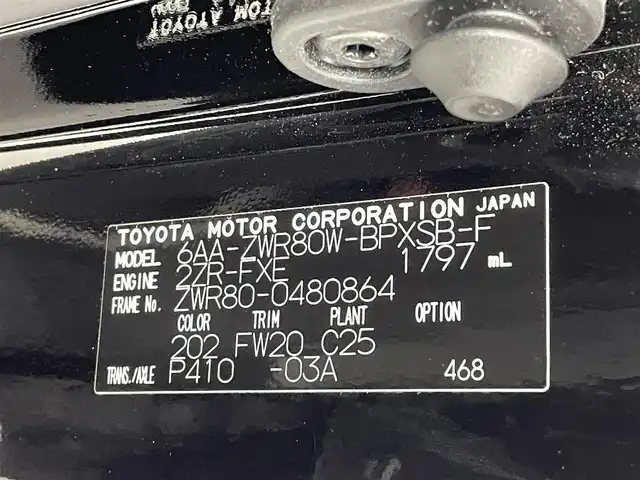 TOYOTA MOTOR CORPORATION JAPAN
MODEL 6AA-ZWR80W-BPXSB-F
ENGINE 2ZR-FXE 1797 mL
FRAME No. ZWR80-0480864
COLOR TRIM PLANT OPTION
202 FW20 C25
TRANS./AXLE P410 -03A 468